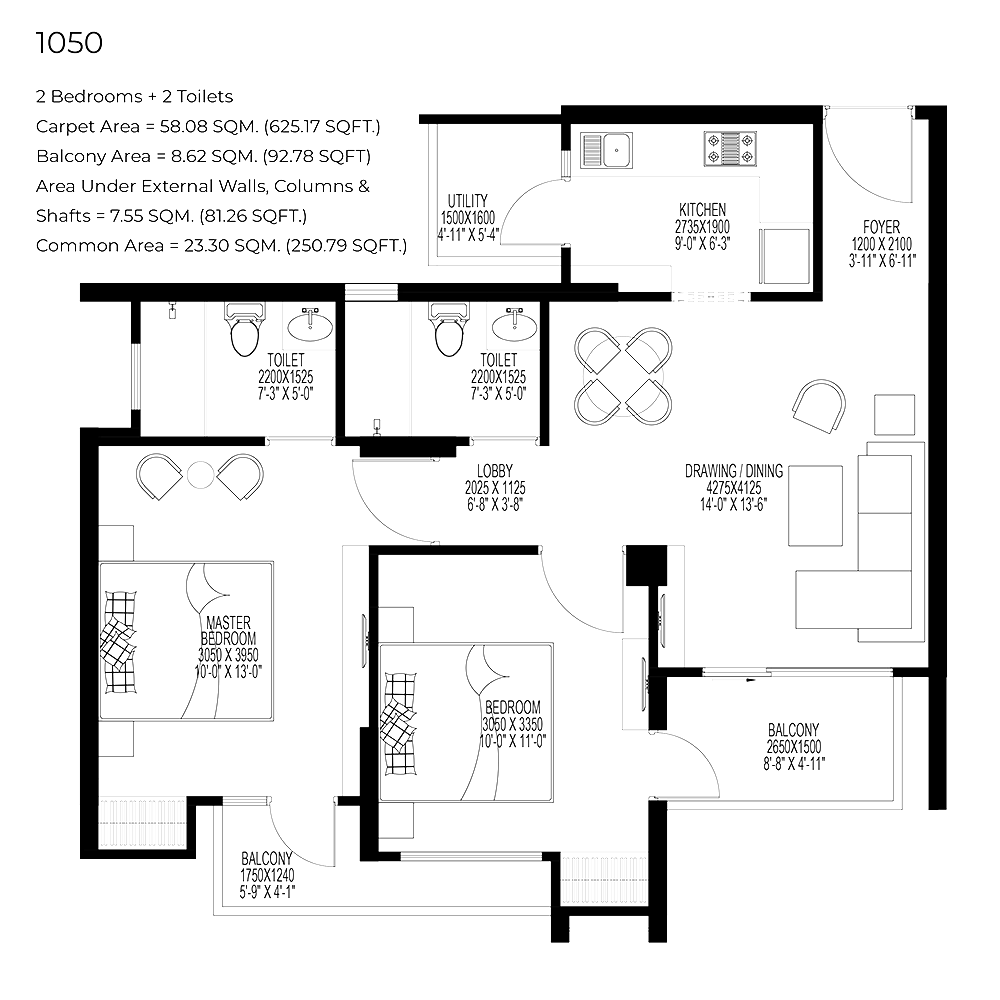 1050
2 Bedrooms + 2 Toilets
Carpet Area = 58.08 SQM. (625.17 SQFT.)
Balcony Area = 8.62 SQM. (92.78 SQFT)
Area Under External Walls, Columns &
Shafts = 7.55 SQM. (81.26 SQFT.)
Common Area = 23.30 SQM. (250.79 SQFT.)
UTILITY
1500X1600
4'-11" X 5'-4"
KITCHEN
2735X1900
9'-0" X 6'-3"
FOYER
1200 X 2100
3'-11" X 6'-11"
TOILET
2200X1525
7'-3" X 5'-0"
TOILET
2200X1525
7'-3" X 5'-0"
LOBBY
2025 X 1125
6'-8" X 3'-8"
DRAWING / DINING
4275X4125
14'-0" X 13'-6"
MASTER
BEDROOM
3050 X 3950
10'-0" X 13'-0"
BEDROOM
3050 X 3350
10'-0" X 11'-0"
BALCONY
2650X1500
8'-8" X 4'-11"
BALCONY
1750X1240
5'-9" X 4'-1"